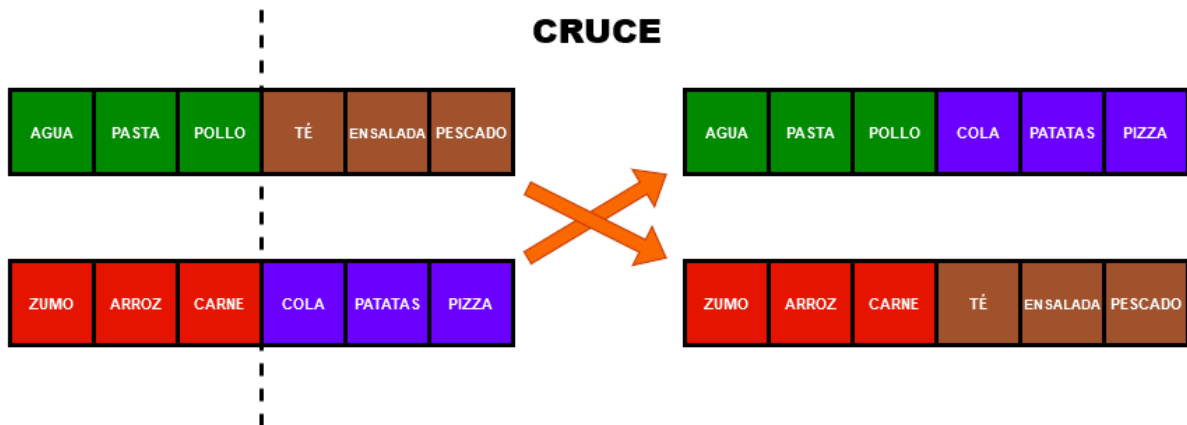 CRUCE
AGUA PASTA POLLO TÉ ENSALADA PESCADO
AGUA PASTA POLLO COLA PATATAS PIZZA
ZUMO ARROZ CARNE COLA PATATAS PIZZA
ZUMO ARROZ CARNE TÉ ENSALADA PESCADO